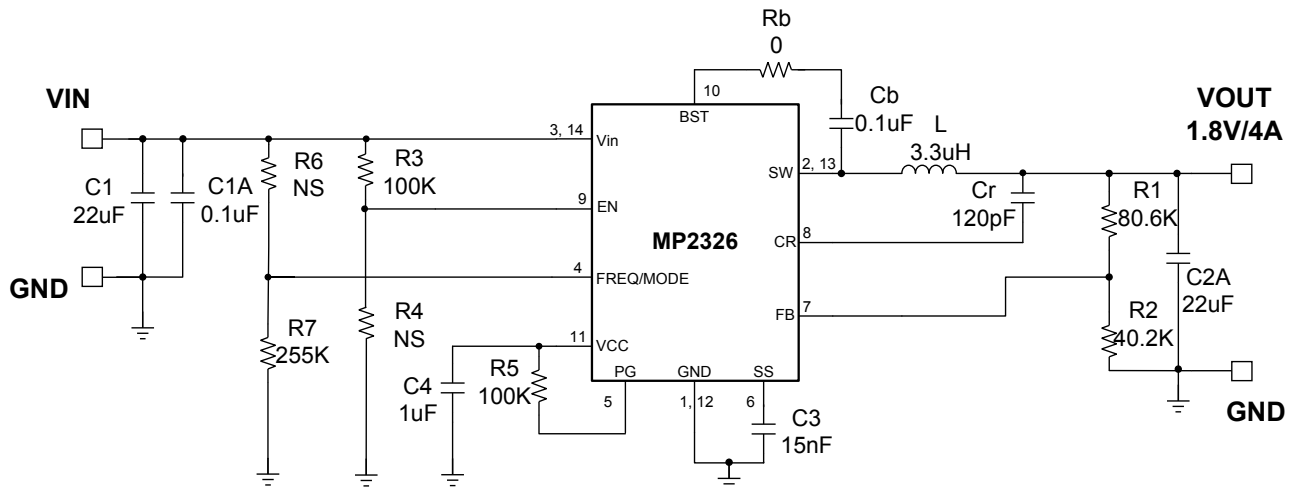 Rb
0
10
BST
VIN
3, 14
Vin
Cb
0.1uF
L
3.3uH
VOUT
1.8V/4A
R6
NS
R3
100K
SW
2, 13
C1
22uF
C1A
0.1uF
Cr
120pF
R1
80.6K
9
EN
MP2326
CR
8
GND
4
FREQ/MODE
C2A
22uF
R7
255K
R4
NS
FB
7
R2
40.2K
11
VCC
R5
100K
C4
1uF
PG
GND
SS
5
1, 12
6
C3
15nF
GND